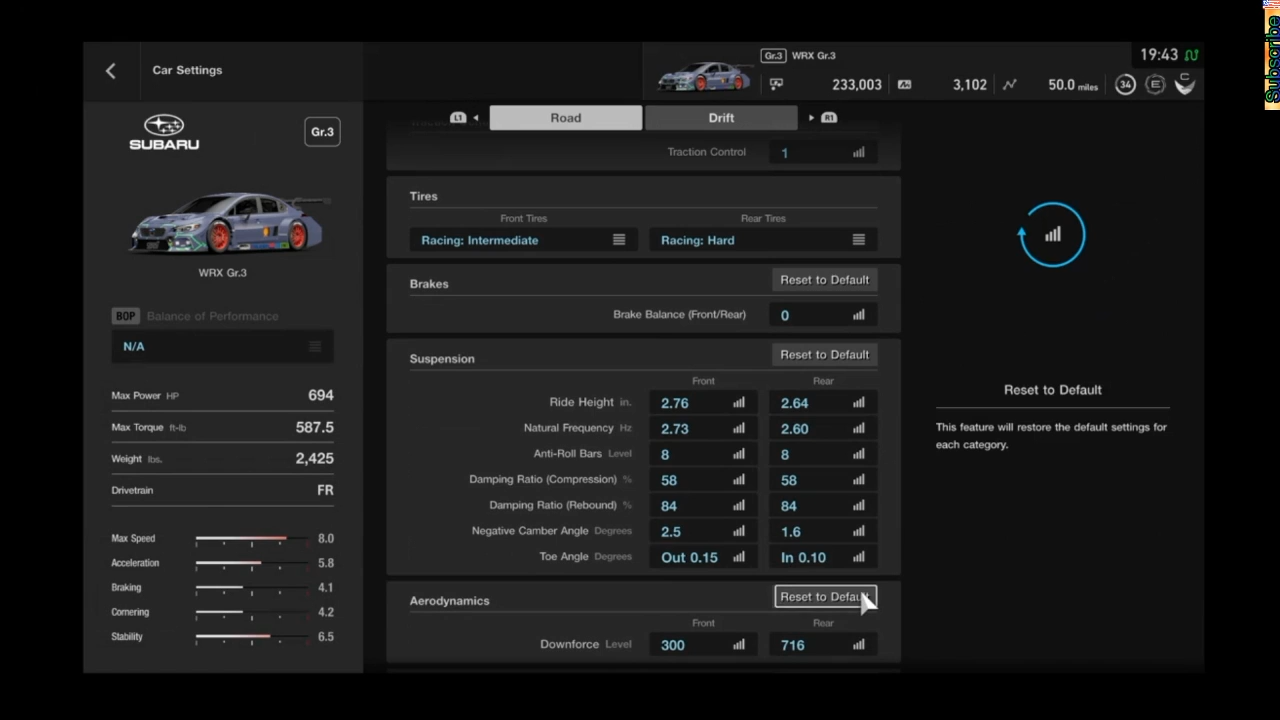 Subscribe
Car Settings
Gr.3 WRX Gr.3
19:43
233,003 3,102 50.0 miles 34 E C
L1 Road Drift R1
SUBARU Gr.3
WRX Gr.3
BOP Balance of Performance
N/A
Max Power HP 694
Max Torque ft-lb 587.5
Weight lbs. 2,425
Drivetrain FR
Max Speed 8.0
Acceleration 5.8
Braking 4.1
Cornering 4.2
Stability 6.5
Traction Control 1
Tires
Front Tires Rear Tires
Racing: Intermediate Racing: Hard
Brakes Reset to Default
Brake Balance (Front/Rear) 0
Suspension Reset to Default
Front Rear
Ride Height in. 2.76 2.64
Natural Frequency Hz 2.73 2.60
Anti-Roll Bars Level 8 8
Damping Ratio (Compression) % 58 58
Damping Ratio (Rebound) % 84 84
Negative Camber Angle Degrees 2.5 1.6
Toe Angle Degrees Out 0.15 In 0.10
Aerodynamics Reset to Default
Front Rear
Downforce Level 300 716
Reset to Default
This feature will restore the default settings for
each category.